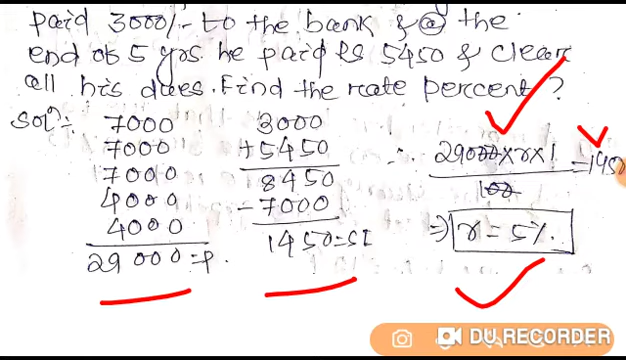 paid 3000/- to the bank & @ the
end of 5 yrs. he paid Rs 5450 & clear
all his dues. Find the rate percent?
Solⁿ:- 7000 3000
7000 +5450 ∴ 29000×r×1/100 =1450
7000 8450
4000 -7000
4000 1450=SI ⇒ r=5%.
29000=P.
DU RECORDER